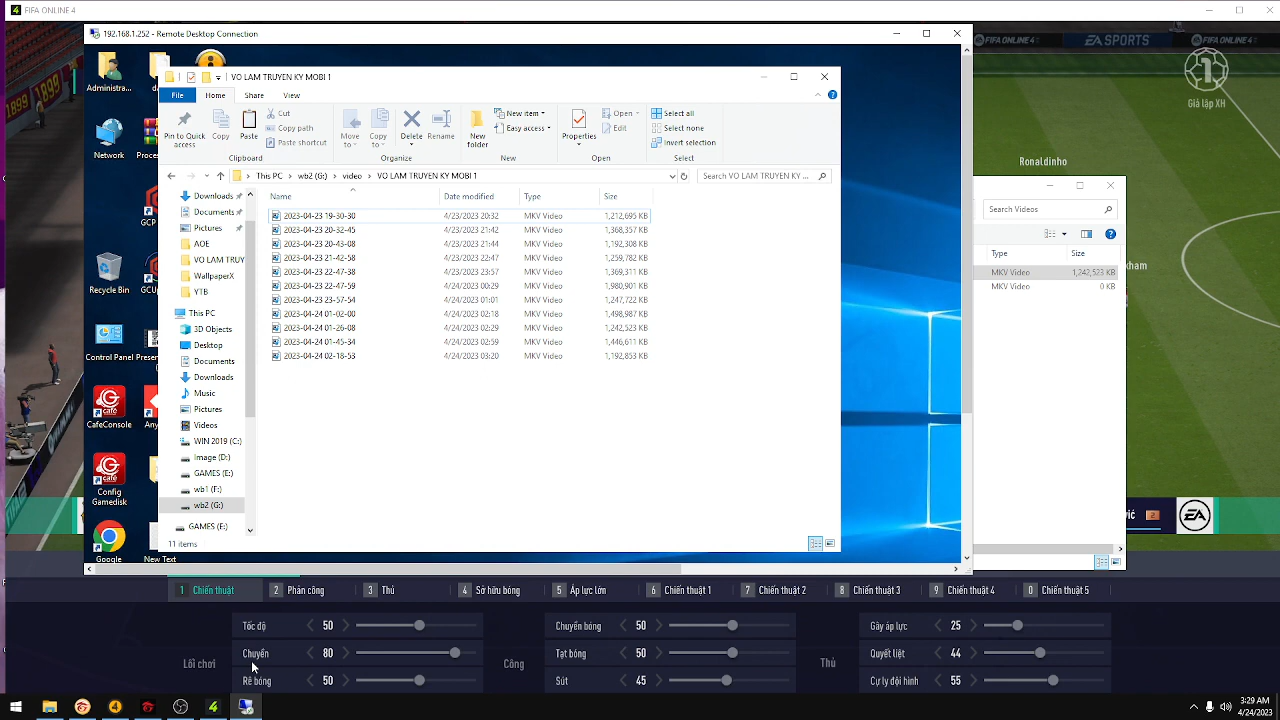 FIFA ONLINE 4
192.168.1.252 - Remote Desktop Connection
FIFA ONLINE 4
EA SPORTS
FIFA ONLINE 4
1899
1899
1
Giả lập XH
Ronaldinho
Administra...
Network
Recycle Bin
Control Panel
CafeConsole
Config
Gamedisk
Google
New Text
VO LAM TRUYEN KY MOBI 1
File
Home
Share
View
Pin to Quick
access
Copy
Paste
Cut
Copy path
Paste shortcut
Clipboard
Move
to
Copy
to
Delete
Rename
Organize
New
folder
New item
Easy access
New
Properties
Open
Edit
Open
Select all
Select none
Invert selection
Select
This PC
wb2 (G:)
video
VO LAM TRUYEN KY MOBI 1
Search VO LAM TRUYEN KY ...
Downloads
Documents
Pictures
AOE
VO LAM TRUY
WallpaperX
YTB
This PC
3D Objects
Desktop
Documents
Downloads
Music
Pictures
Videos
WIN 2019 (C:)
Image (D:)
GAMES (E:)
wb1 (F:)
wb2 (G:)
GAMES (E:)
Name Date modified Type Size
2023-04-23 19-30-30 4/23/2023 20:32 MKV Video 1,212,695 KB
2023-04-23 20-32-45 4/23/2023 21:42 MKV Video 1,368,357 KB
2023-04-23 20-43-08 4/23/2023 21:44 MKV Video 1,192,308 KB
2023-04-23 21-42-58 4/23/2023 22:47 MKV Video 1,259,782 KB
2023-04-23 22-47-38 4/23/2023 23:57 MKV Video 1,369,311 KB
2023-04-23 22-47-59 4/24/2023 00:29 MKV Video 1,980,901 KB
2023-04-23 23-57-54 4/24/2023 01:01 MKV Video 1,247,722 KB
2023-04-24 01-02-00 4/24/2023 02:18 MKV Video 1,498,987 KB
2023-04-24 01-26-08 4/24/2023 02:29 MKV Video 1,242,523 KB
2023-04-24 01-45-34 4/24/2023 02:59 MKV Video 1,446,611 KB
2023-04-24 02-18-53 4/24/2023 03:20 MKV Video 1,192,853 KB
11 items
Search Videos
Type Size
MKV Video 1,242,523 KB
MKV Video 0 KB
kham
vić 2
EA
1 Chiến thuật
2 Phân công
3 Thủ
4 Sở hữu bóng
5 Áp lực lớn
6 Chiến thuật 1
7 Chiến thuật 2
8 Chiến thuật 3
9 Chiến thuật 4
0 Chiến thuật 5
Lối chơi
Tốc độ 50
Chuyền 80
Rê bóng 50
Công
Chuyền bóng 50
Tạt bóng 50
Sút 45
Thủ
Gây áp lực 25
Quyết liệt 44
Cự ly đội hình 55
3:29 AM
4/24/2023